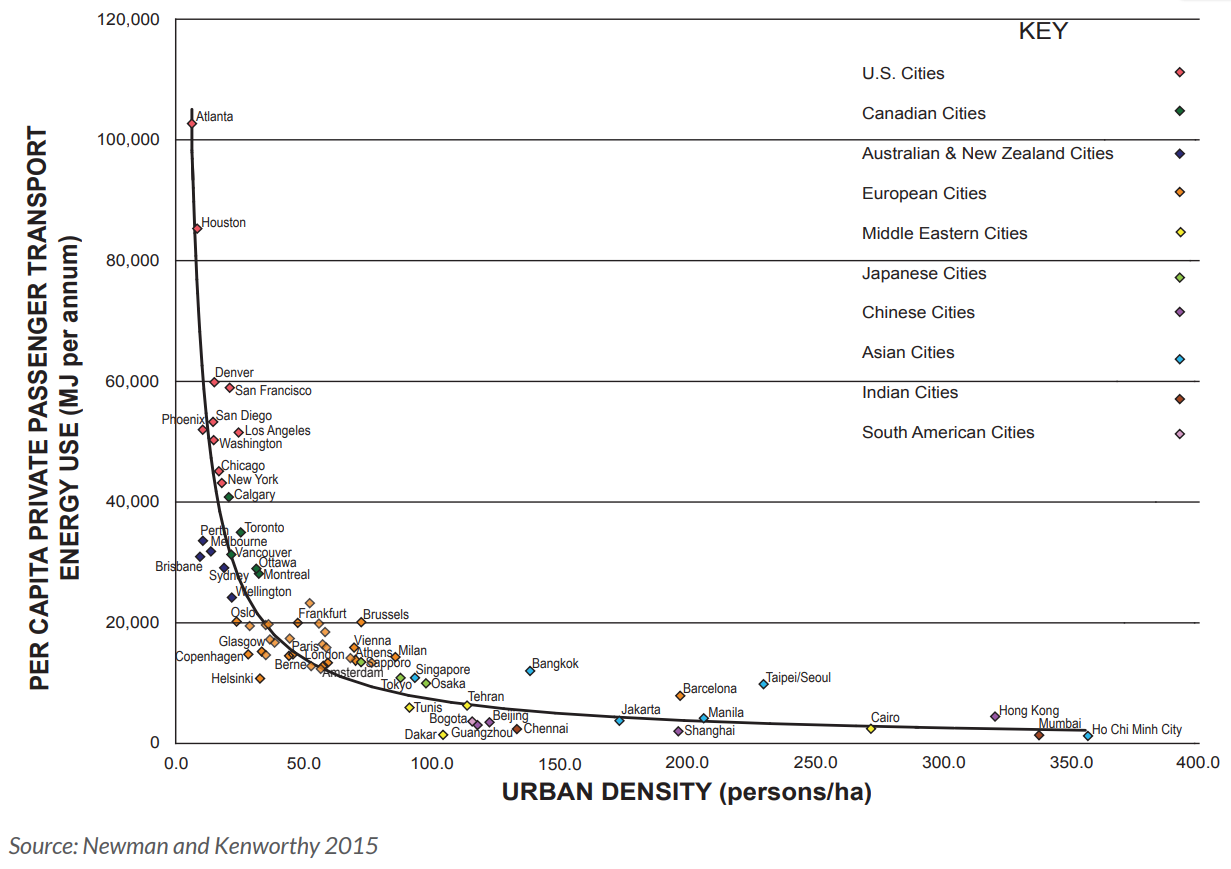 120,000
100,000
80,000
60,000
40,000
20,000
0
PER CAPITA PRIVATE PASSENGER TRANSPORT
ENERGY USE (MJ per annum)
KEY
U.S. Cities
Canadian Cities
Australian & New Zealand Cities
European Cities
Middle Eastern Cities
Japanese Cities
Chinese Cities
Asian Cities
Indian Cities
South American Cities
Atlanta
Houston
Denver
San Francisco
Phoenix
San Diego
Los Angeles
Washington
Chicago
New York
Calgary
Perth
Toronto
Melbourne
Vancouver
Brisbane
Ottawa
Sydney
Montreal
Wellington
Oslo
Frankfurt
Brussels
Glasgow
Paris
Vienna
Copenhagen
London
Athens
Milan
Berne
Sapporo
Amsterdam
Helsinki
Tokyo
Singapore
Osaka
Bangkok
Taipei/Seoul
Tehran
Barcelona
Tunis
Bogota
Beijing
Jakarta
Manila
Cairo
Hong Kong
Dakar
Guangzhou
Chennai
Shanghai
Mumbai
Ho Chi Minh City
0.0 50.0 100.0 150.0 200.0 250.0 300.0 350.0 400.0
URBAN DENSITY (persons/ha)
Source: Newman and Kenworthy 2015